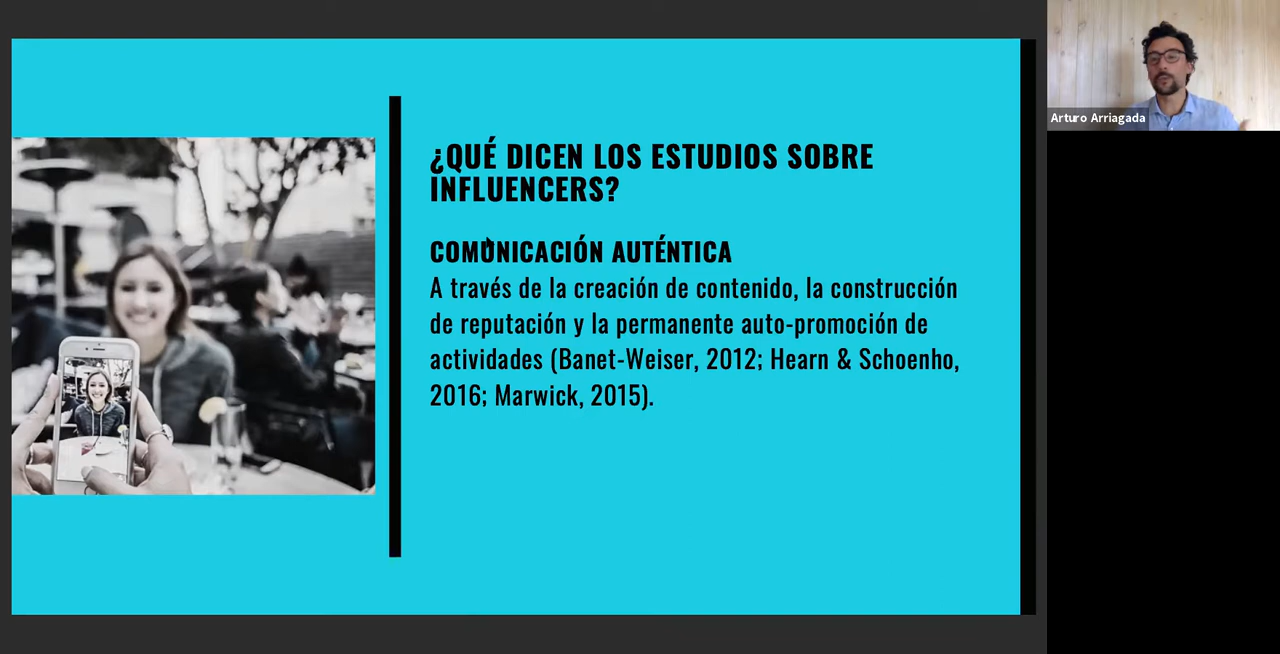 ¿QUÉ DICEN LOS ESTUDIOS SOBRE
INFLUENCERS?
COMUNICACIÓN AUTÉNTICA
A través de la creación de contenido, la construcción
de reputación y la permanente auto-promoción de
actividades (Banet-Weiser, 2012; Hearn & Schoenho,
2016; Marwick, 2015).
Arturo Arriagada